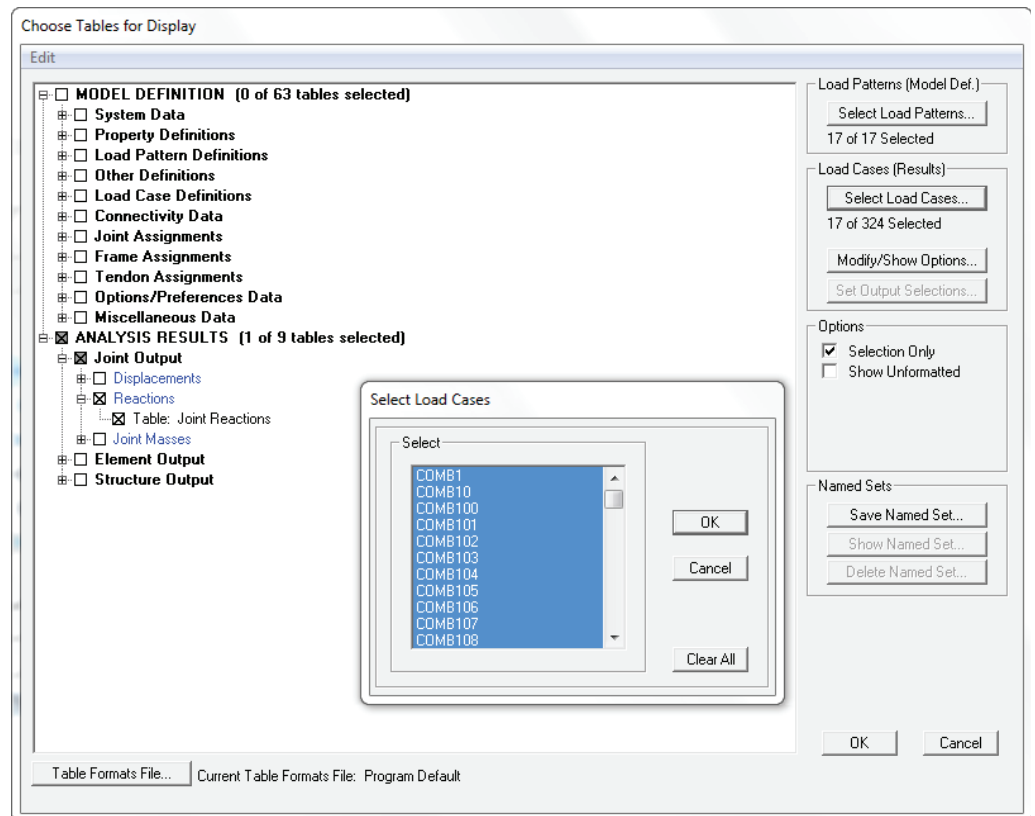 Choose Tables for Display
Edit
MODEL DEFINITION (0 of 63 tables selected)
System Data
Property Definitions
Load Pattern Definitions
Other Definitions
Load Case Definitions
Connectivity Data
Joint Assignments
Frame Assignments
Tendon Assignments
Options/Preferences Data
Miscellaneous Data
ANALYSIS RESULTS (1 of 9 tables selected)
Joint Output
Displacements
Reactions
Table: Joint Reactions
Joint Masses
Element Output
Structure Output
Load Patterns (Model Def.)
Select Load Patterns...
17 of 17 Selected
Load Cases (Results)
Select Load Cases...
17 of 324 Selected
Modify/Show Options...
Set Output Selections...
Options
Selection Only
Show Unformatted
Named Sets
Save Named Set...
Show Named Set...
Delete Named Set...
Select Load Cases
Select
COMB1
COMB10
COMB100
COMB101
COMB102
COMB103
COMB104
COMB105
COMB106
COMB107
COMB108
OK
Cancel
Clear All
OK
Cancel
Table Formats File...
Current Table Formats File: Program Default